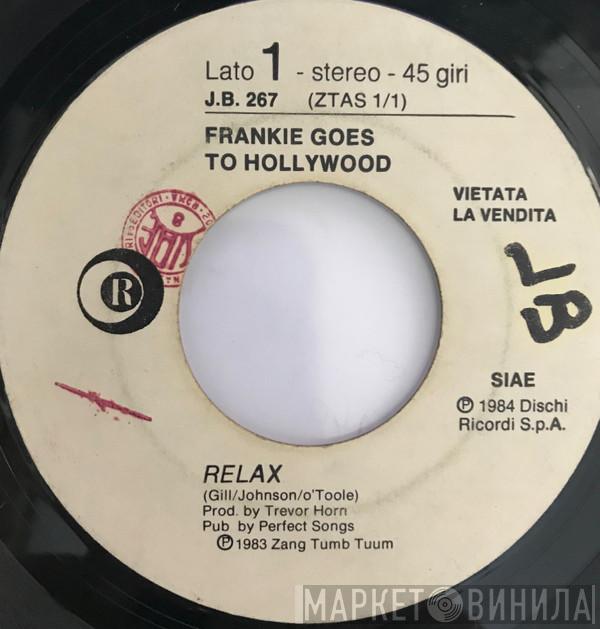 Lato 1 - stereo - 45 giri
J.B. 267 (ZTAS 1/1)
FRANKIE GOES
TO HOLLYWOOD
VIETATA
LA VENDITA
JB
SIAE
R
SIAE
℗ 1984 Dischi
Ricordi S.p.A.
RELAX
(Gill/Johnson/o'Toole)
Prod. by Trevor Horn
Pub by Perfect Songs
℗ 1983 Zang Tumb Tuum
МАРКЕТ ВИНИЛА